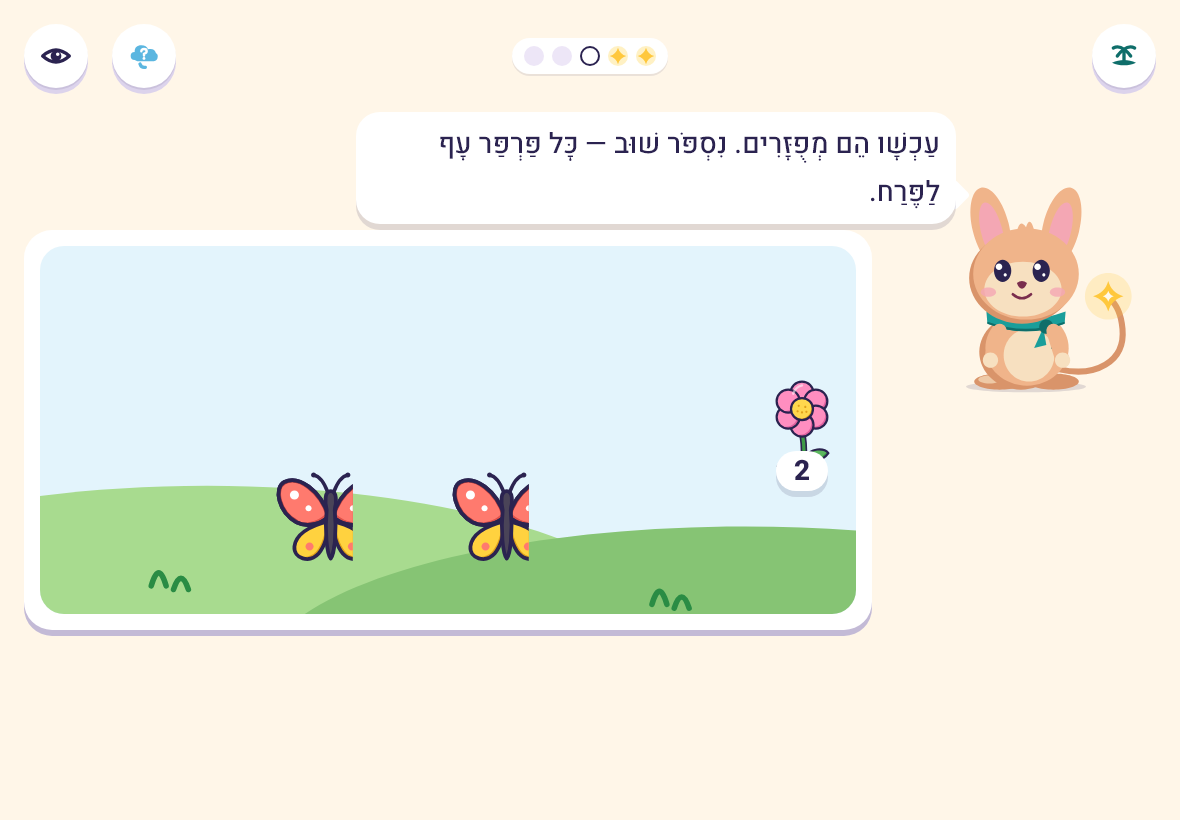 ?
עַכְשָׁו הֵם מְפֻזָּרִים. נִסְפֹּר שׁוּב – כׇּל פַּרְפַּר עָף
לַפֶּרַח.
2